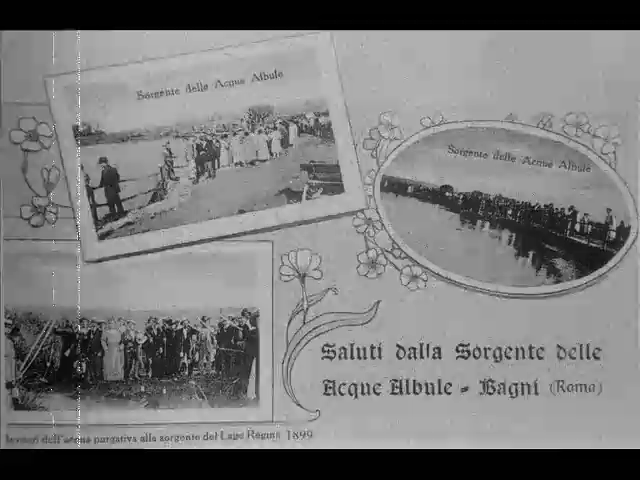 Sorgente delle Acque Albule
Sorgente delle Acque Albule
Saluti dalla Sorgente delle
Acque Albule - Bagni (Roma)
dell'acqua purgativa alla sorgente del Lago Regina 1899